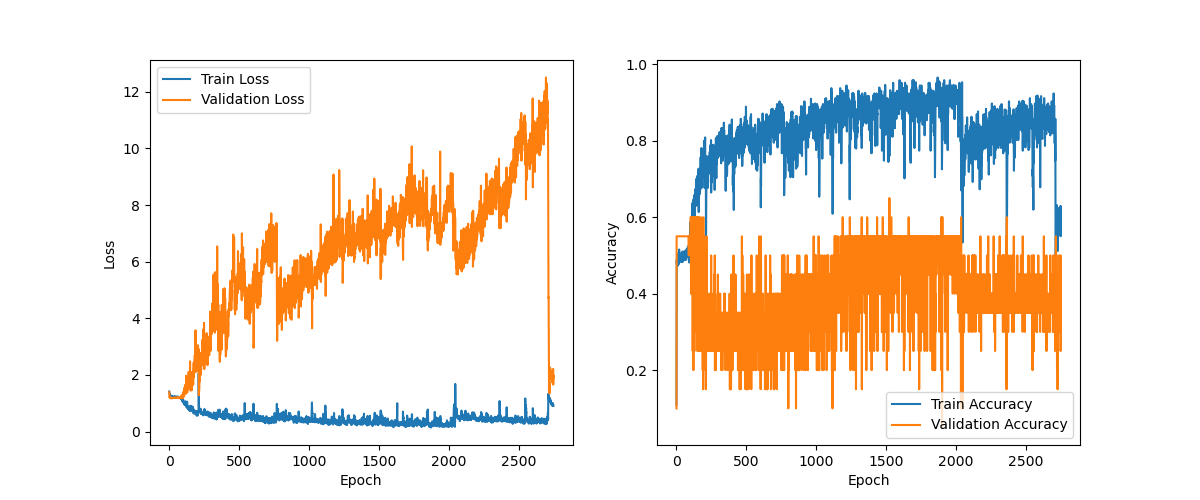 Train Loss
Validation Loss
12
10
8
6
4
2
0
Loss
0 500 1000 1500 2000 2500
Epoch
1.0
0.8
0.6
0.4
0.2
Accuracy
Train Accuracy
Validation Accuracy
0 500 1000 1500 2000 2500
Epoch